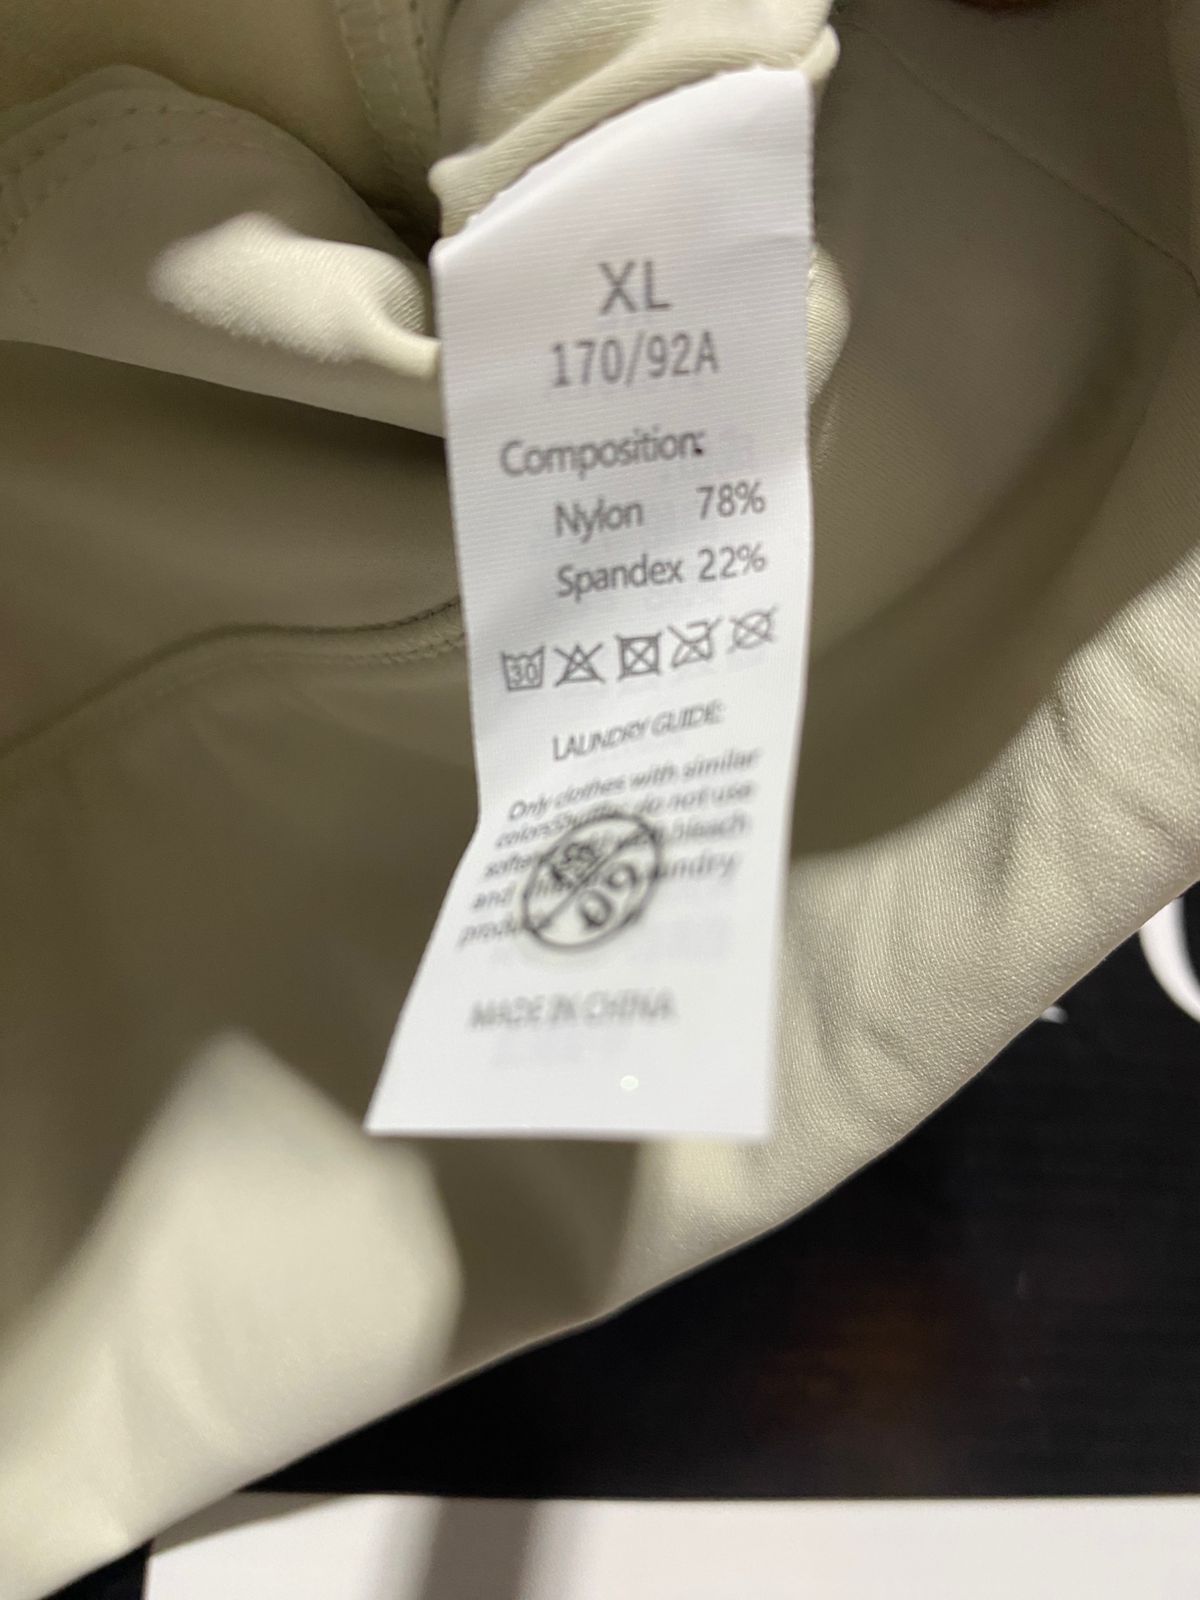 XL
170/92A
Composition:
Nylon 78%
Spandex 22%
30
LAUNDRY GUIDE:
Only clothes with similar
do not use
bleach
and
MADE IN CHINA